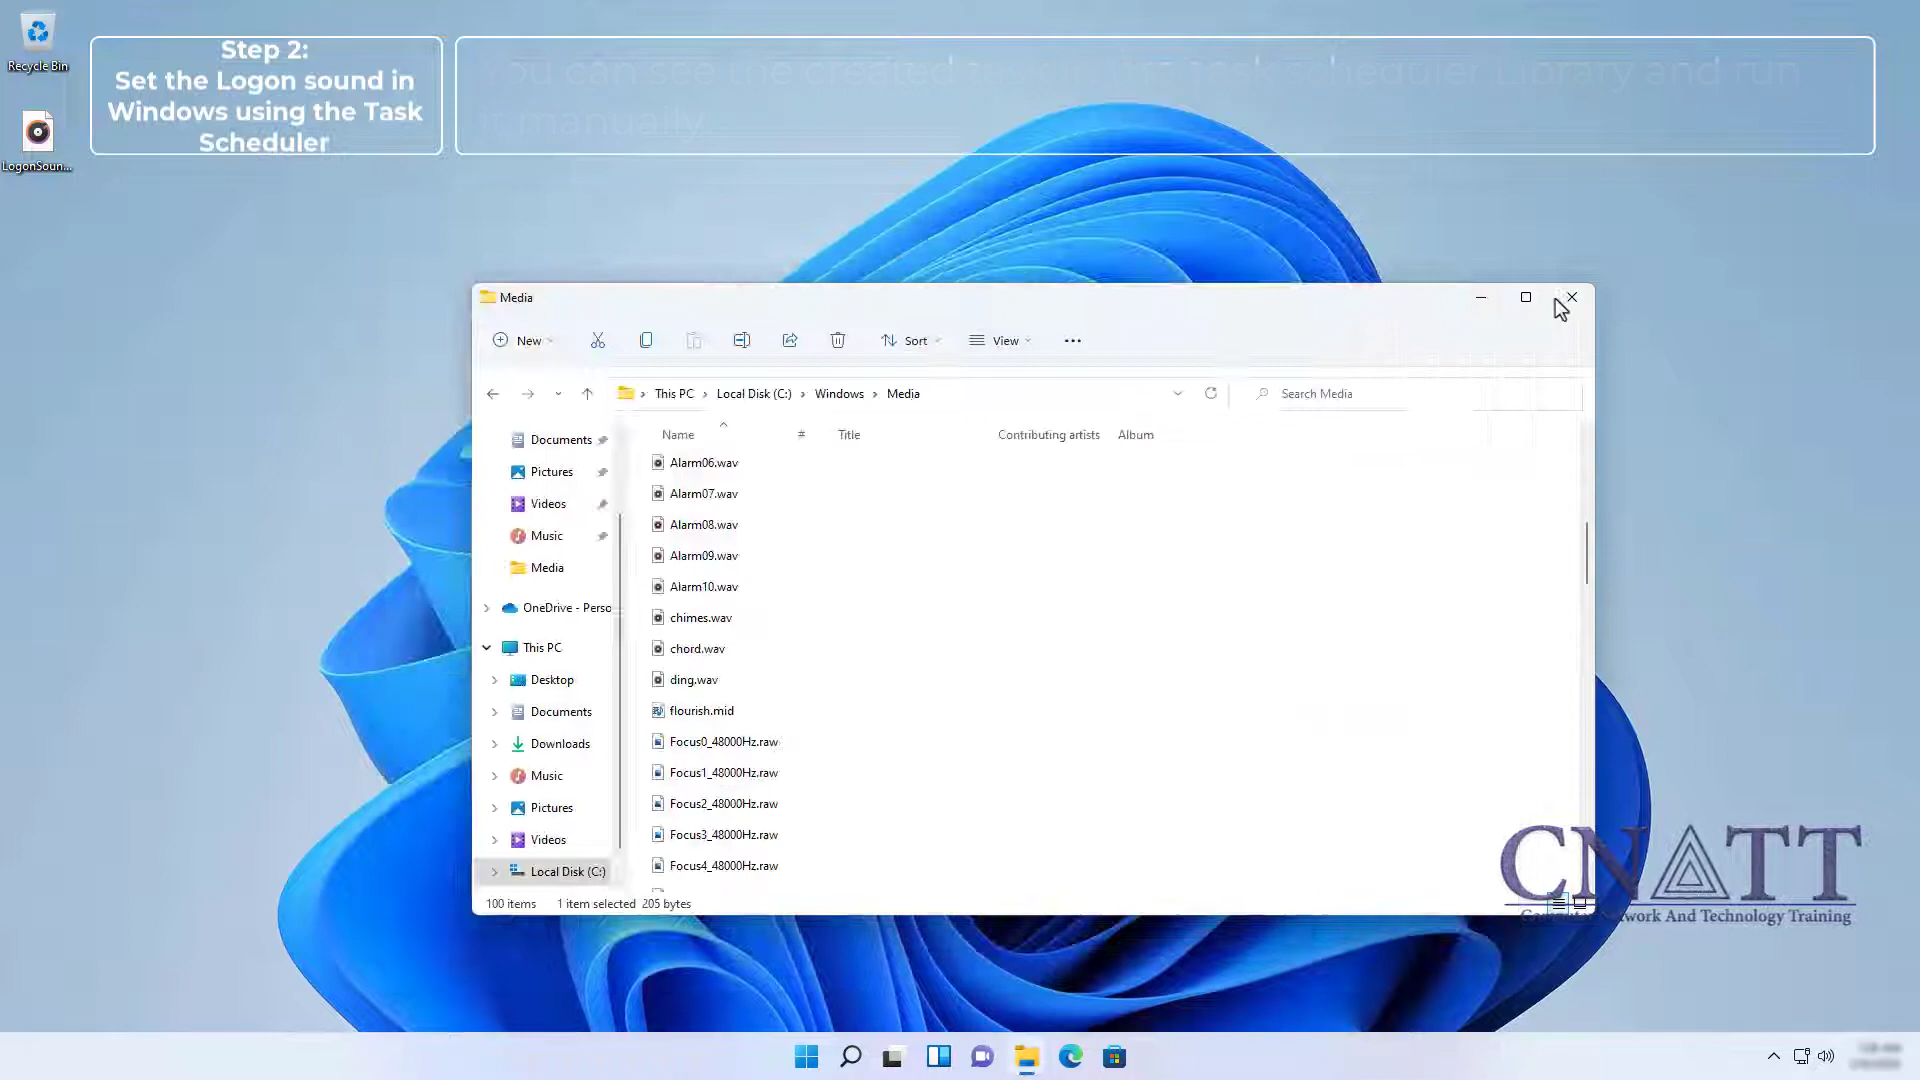 Recycle Bin
LogonSoun...
Step 2:
Set the Logon sound in
Windows using the Task
Scheduler
ou can see the created task in the Task Scheduler Library and run
it manually
Media
New
Sort
View
This PC
Local Disk (C:)
Windows
Media
Search Media
Name
#
Title
Contributing artists
Album
Documents
Pictures
Videos
Music
Media
OneDrive - Perso
This PC
Desktop
Documents
Downloads
Music
Pictures
Videos
Local Disk (C:)
Alarm06.wav
Alarm07.wav
Alarm08.wav
Alarm09.wav
Alarm10.wav
chimes.wav
chord.wav
ding.wav
flourish.mid
Focus0_48000Hz.raw
Focus1_48000Hz.raw
Focus2_48000Hz.raw
Focus3_48000Hz.raw
Focus4_48000Hz.raw
100 items
1 item selected 205 bytes
CNATT
Computer Network And Technology Training